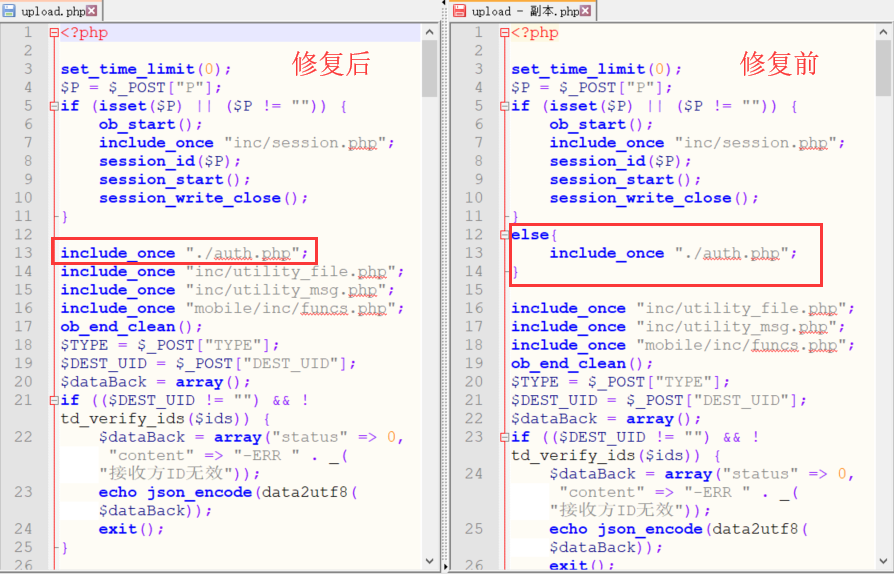 upload.php
1 <?php
2
3 set_time_limit(0);
4 $P = $_POST["P"];
5 if (isset($P) || ($P != "")) {
6 ob_start();
7 include_once "inc/session.php";
8 session_id($P);
9 session_start();
10 session_write_close();
11 }
12
13 include_once "./auth.php";
14 include_once "inc/utility_file.php";
15 include_once "inc/utility_msg.php";
16 include_once "mobile/inc/funcs.php";
17 ob_end_clean();
18 $TYPE = $_POST["TYPE"];
19 $DEST_UID = $_POST["DEST_UID"];
20 $dataBack = array();
21 if (($DEST_UID != "") && !
td_verify_ids($ids)) {
22 $dataBack = array("status" => 0,
"content" => "-ERR " . _(
"接收方ID无效"));
23 echo json_encode(data2utf8(
$dataBack));
24 exit();
25 }
26
修复后
upload - 副本.php
1 <?php
2
3 set_time_limit(0);
4 $P = $_POST["P"];
5 if (isset($P) || ($P != "")) {
6 ob_start();
7 include_once "inc/session.php";
8 session_id($P);
9 session_start();
10 session_write_close();
11 }
12 else{
13 include_once "./auth.php";
14 }
15
16 include_once "inc/utility_file.php";
17 include_once "inc/utility_msg.php";
18 include_once "mobile/inc/funcs.php";
19 ob_end_clean();
20 $TYPE = $_POST["TYPE"];
21 $DEST_UID = $_POST["DEST_UID"];
22 $dataBack = array();
23 if (($DEST_UID != "") && !
td_verify_ids($ids)) {
24 $dataBack = array("status" => 0,
"content" => "-ERR " . _(
"接收方ID无效"));
25 echo json_encode(data2utf8(
$dataBack));
26 exit();
修复前